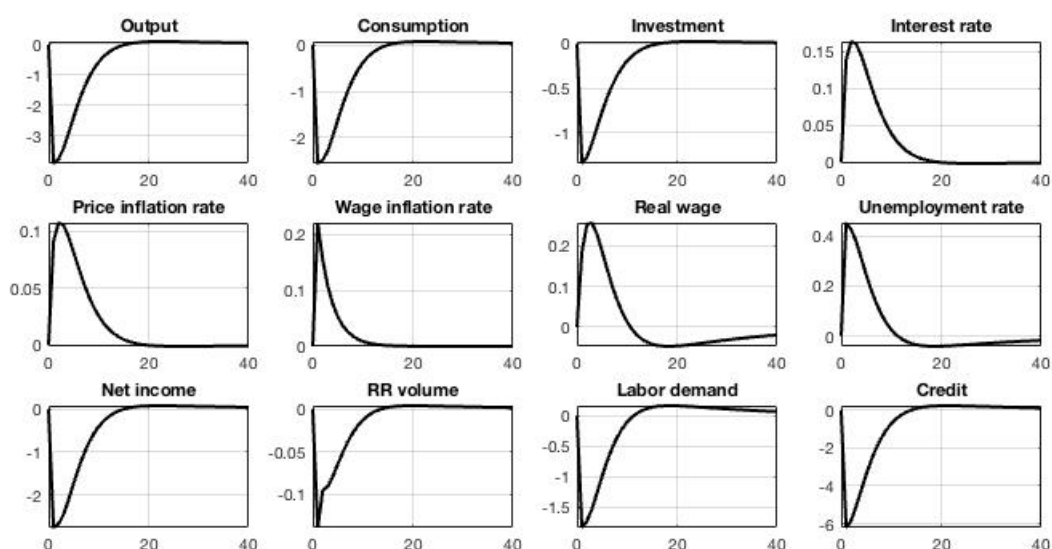 Output Consumption Investment Interest rate
0 -1 -2 -3 0 20 40
0 -1 -2 0 20 40
0 -0.5 -1 0 20 40
0.15 0.1 0.05 0 0 20 40
Price inflation rate Wage inflation rate Real wage Unemployment rate
0.1 0.05 0 0 20 40
0.2 0.1 0 0 20 40
0.2 0.1 0 0 20 40
0.4 0.2 0 0 20 40
Net income RR volume Labor demand Credit
0 -1 -2 0 20 40
0 -0.05 -0.1 0 20 40
0 -0.5 -1 -1.5 0 20 40
0 -2 -4 -6 0 20 40